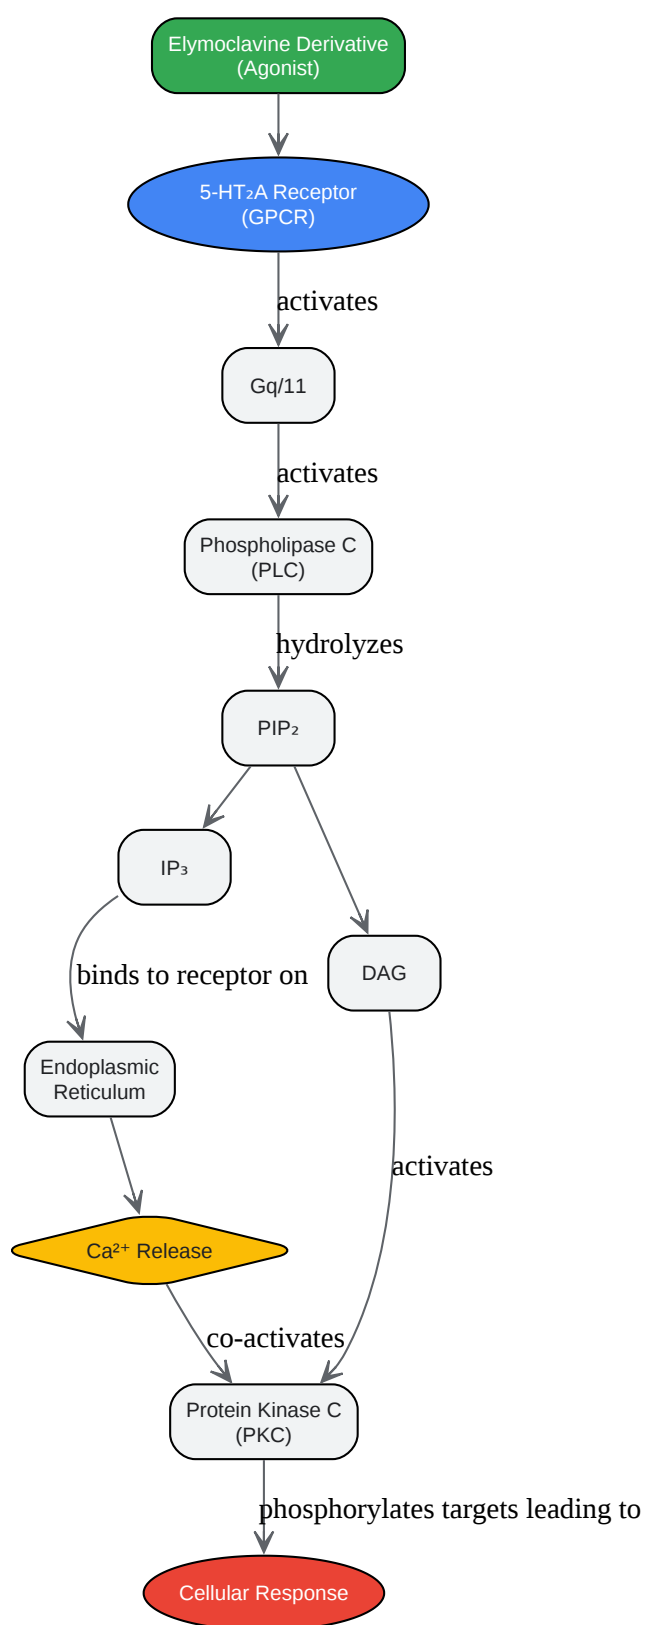 Elymoclavine Derivative
(Agonist)
5-HT₂A Receptor
(GPCR)
activates
Gq/11
activates
Phospholipase C
(PLC)
hydrolyzes
PIP₂
IP₃
binds to receptor on
DAG
Endoplasmic
Reticulum
activates
Ca²⁺ Release
co-activates
Protein Kinase C
(PKC)
phosphorylates targets leading to
Cellular Response